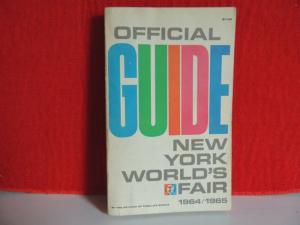 OFFICIAL
GUIDE
NEW
YORK
WORLD'S
FAIR
1964/1965